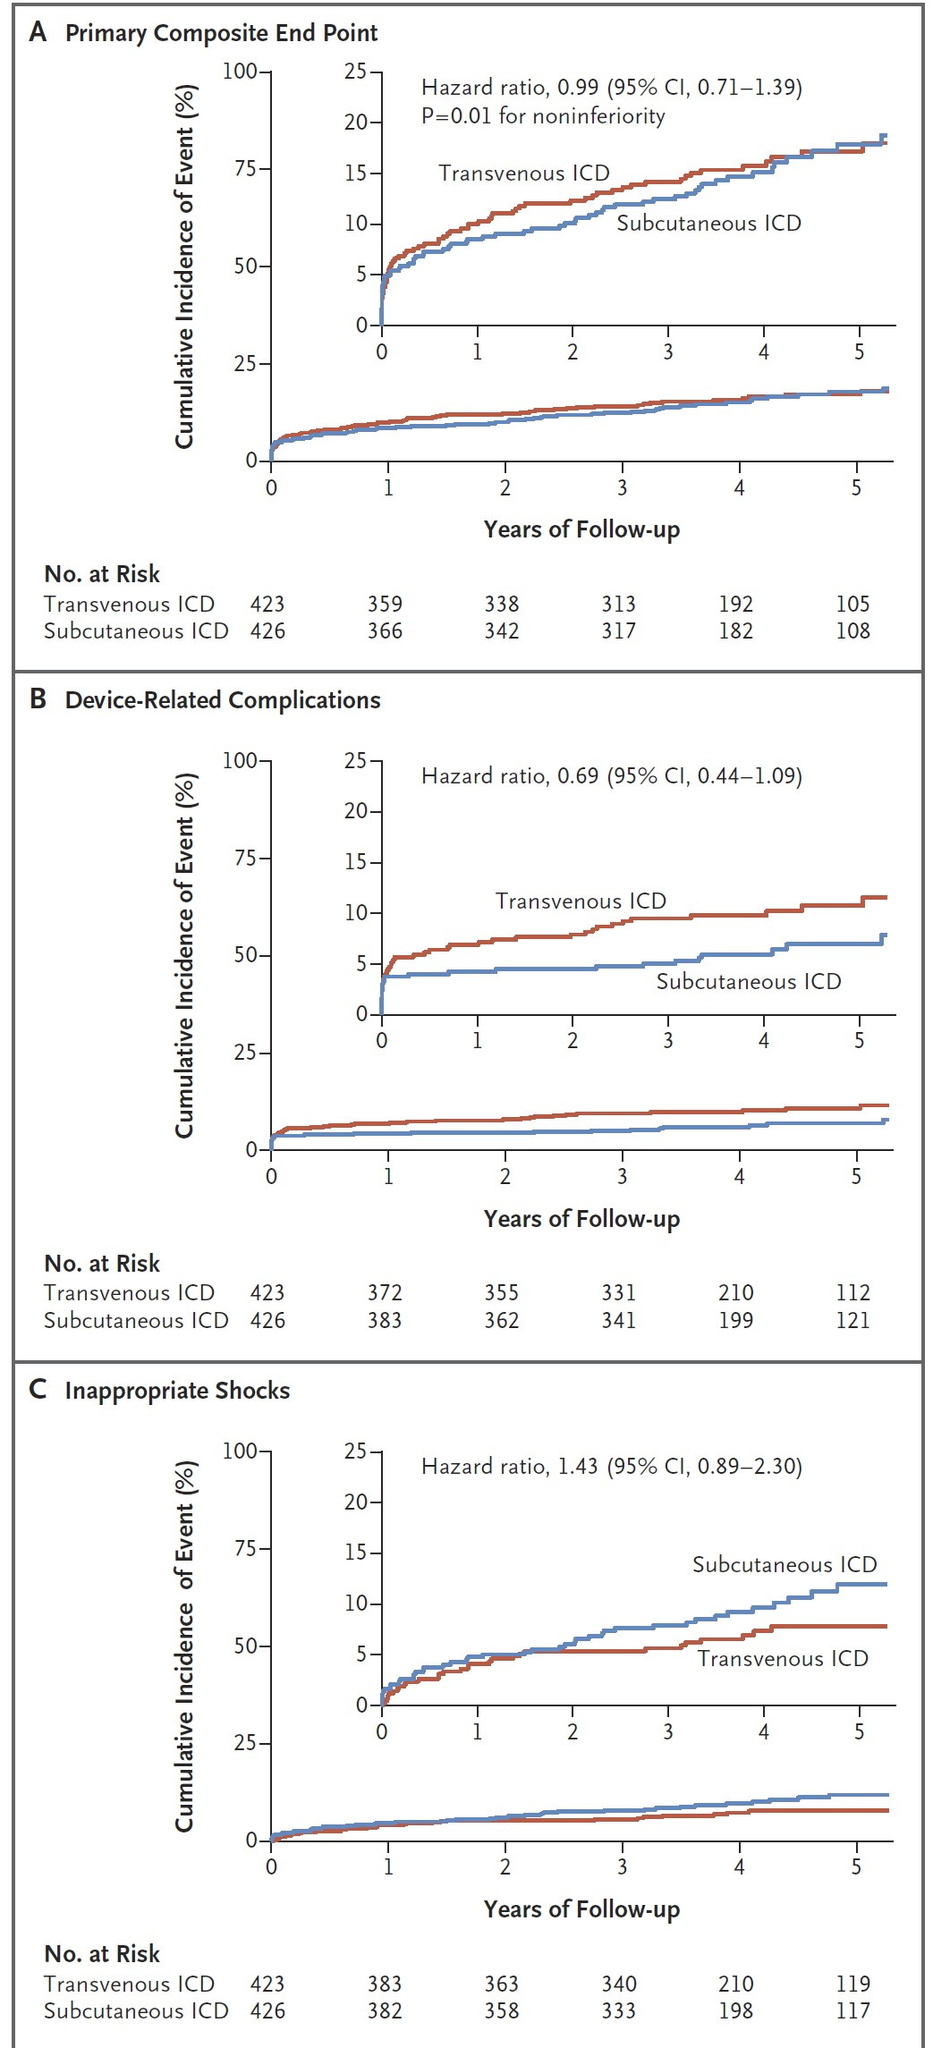 A Primary Composite End Point
Cumulative Incidence of Event (%)
100
75
50
25
0
25
20
15
10
5
0
Hazard ratio, 0.99 (95% CI, 0.71–1.39)
P=0.01 for noninferiority
Transvenous ICD
Subcutaneous ICD
0 1 2 3 4 5
0 1 2 3 4 5
Years of Follow-up
No. at Risk
Transvenous ICD 423 359 338 313 192 105
Subcutaneous ICD 426 366 342 317 182 108
B Device-Related Complications
Cumulative Incidence of Event (%)
100
75
50
25
0
25
20
15
10
5
0
Hazard ratio, 0.69 (95% CI, 0.44–1.09)
Transvenous ICD
Subcutaneous ICD
0 1 2 3 4 5
0 1 2 3 4 5
Years of Follow-up
No. at Risk
Transvenous ICD 423 372 355 331 210 112
Subcutaneous ICD 426 383 362 341 199 121
C Inappropriate Shocks
Cumulative Incidence of Event (%)
100
75
50
25
0
25
20
15
10
5
0
Hazard ratio, 1.43 (95% CI, 0.89–2.30)
Subcutaneous ICD
Transvenous ICD
0 1 2 3 4 5
0 1 2 3 4 5
Years of Follow-up
No. at Risk
Transvenous ICD 423 383 363 340 210 119
Subcutaneous ICD 426 382 358 333 198 117